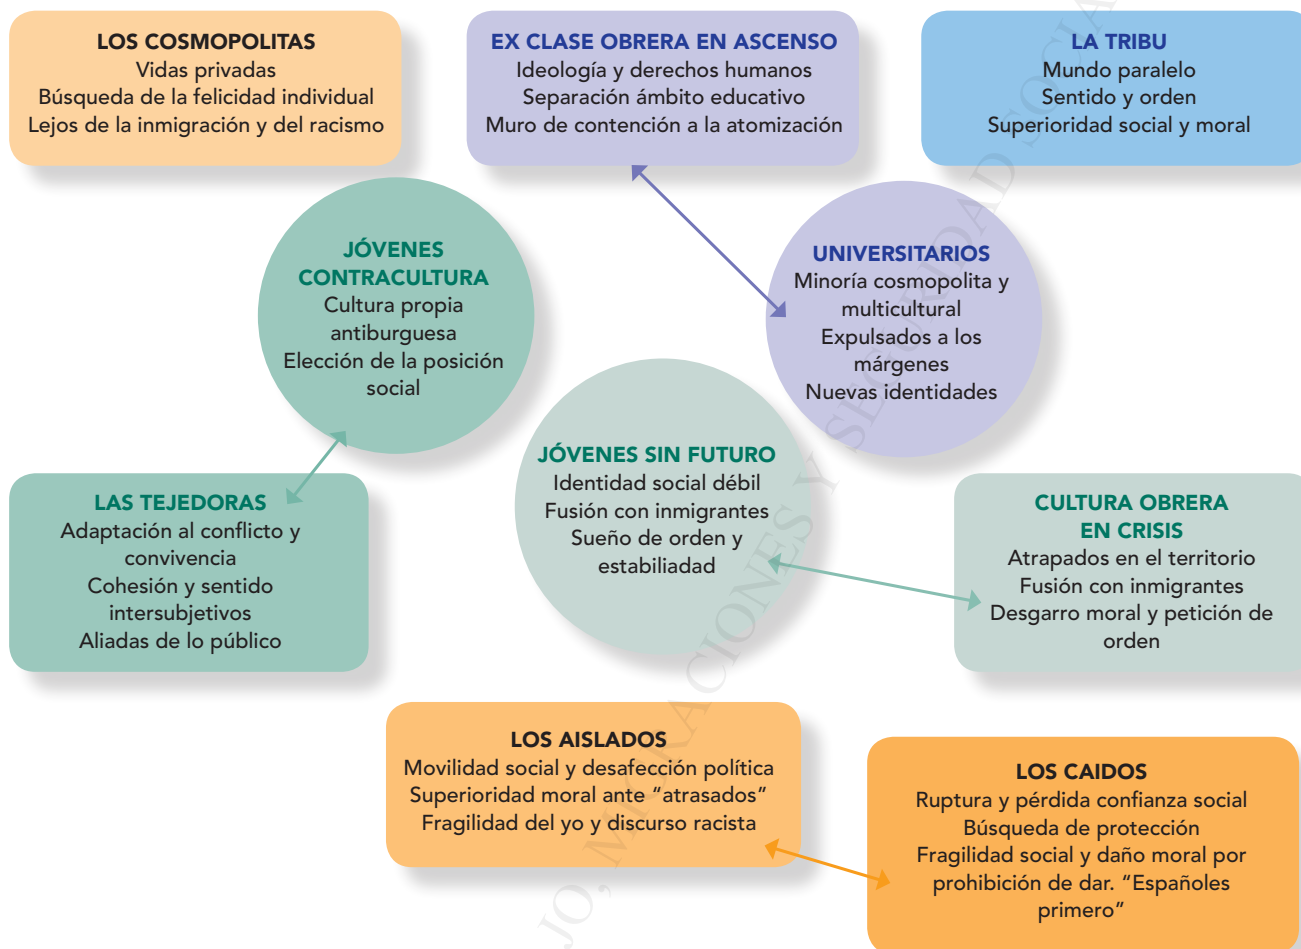 LOS COSMOPOLITAS
Vidas privadas
Búsqueda de la felicidad individual
Lejos de la inmigración y del racismo
EX CLASE OBRERA EN ASCENSO
Ideología y derechos humanos
Separación ámbito educativo
Muro de contención a la atomización
LA TRIBU
Mundo paralelo
Sentido y orden
Superioridad social y moral
JÓVENES
CONTRACULTURA
Cultura propia
antiburguesa
Elección de la posición
social
UNIVERSITARIOS
Minoría cosmopolita y
multicultural
Expulsados a los
márgenes
Nuevas identidades
JÓVENES SIN FUTURO
Identidad social débil
Fusión con inmigrantes
Sueño de orden y
estabiliadad
LAS TEJEDORAS
Adaptación al conflicto y
convivencia
Cohesión y sentido
intersubjetivos
Aliadas de lo público
CULTURA OBRERA
EN CRISIS
Atrapados en el territorio
Fusión con inmigrantes
Desgarro moral y petición de
orden
LOS AISLADOS
Movilidad social y desafección política
Superioridad moral ante “atrasados”
Fragilidad del yo y discurso racista
LOS CAIDOS
Ruptura y pérdida confianza social
Búsqueda de protección
Fragilidad social y daño moral por
prohibición de dar. “Españoles
primero”
JO, MIGRACIONES Y SEGURIDAD SOCIA